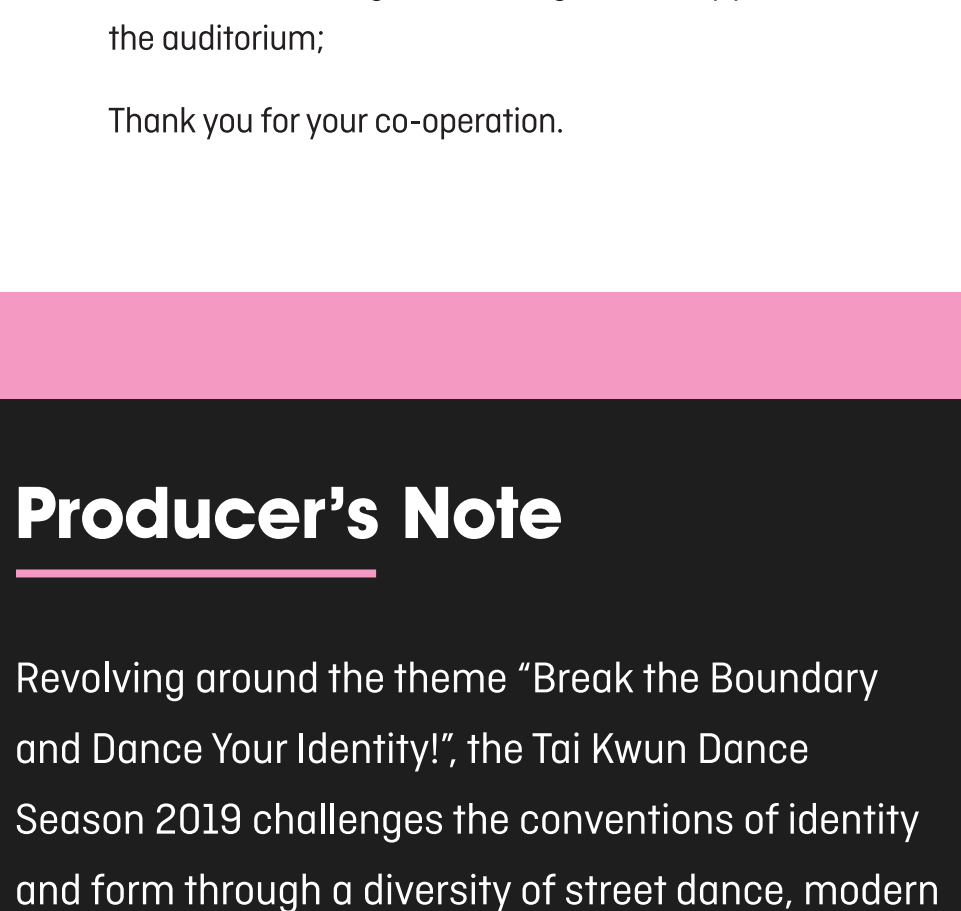 the auditorium;
Thank you for your co-operation.
Producer’s Note
Revolving around the theme “Break the Boundary
and Dance Your Identity!”, the Tai Kwun Dance
Season 2019 challenges the conventions of identity
and form through a diversity of street dance, modern